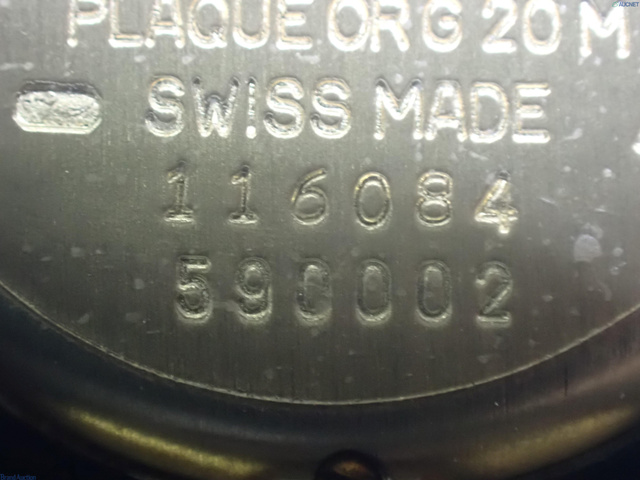 PLAQUE OR G 20 M
SWISS MADE
116084
590002